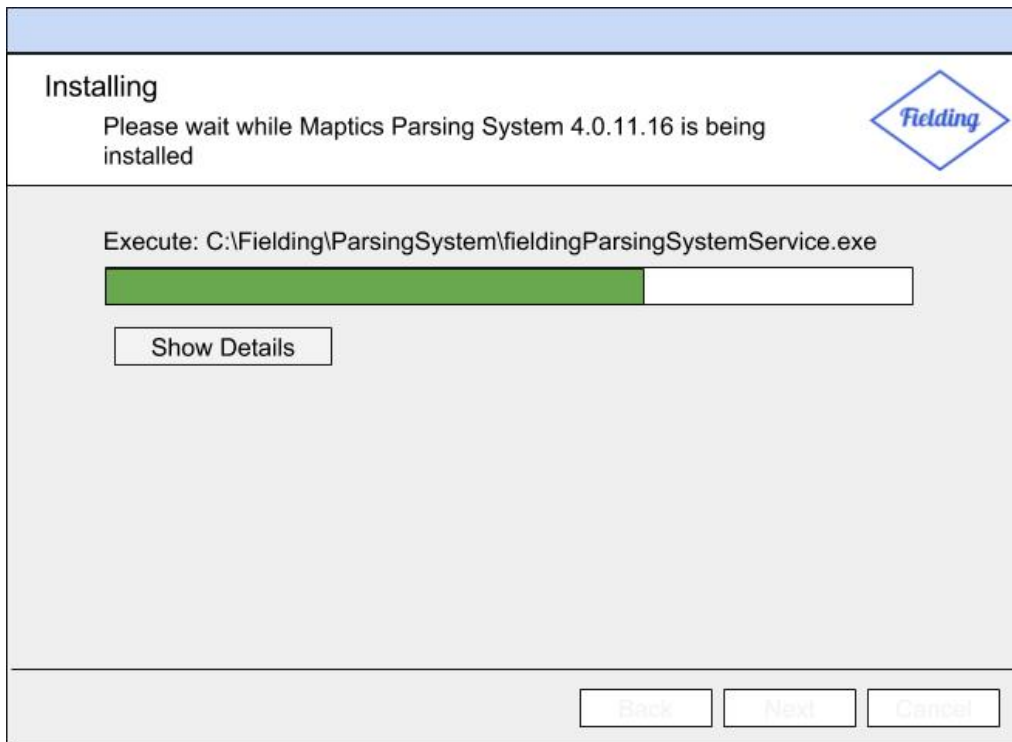 Installing
Please wait while Maptics Parsing System 4.0.11.16 is being
installed
Fielding
Execute: C:\Fielding\ParsingSystem\fieldingParsingSystemService.exe
Show Details
Back
Next
Cancel